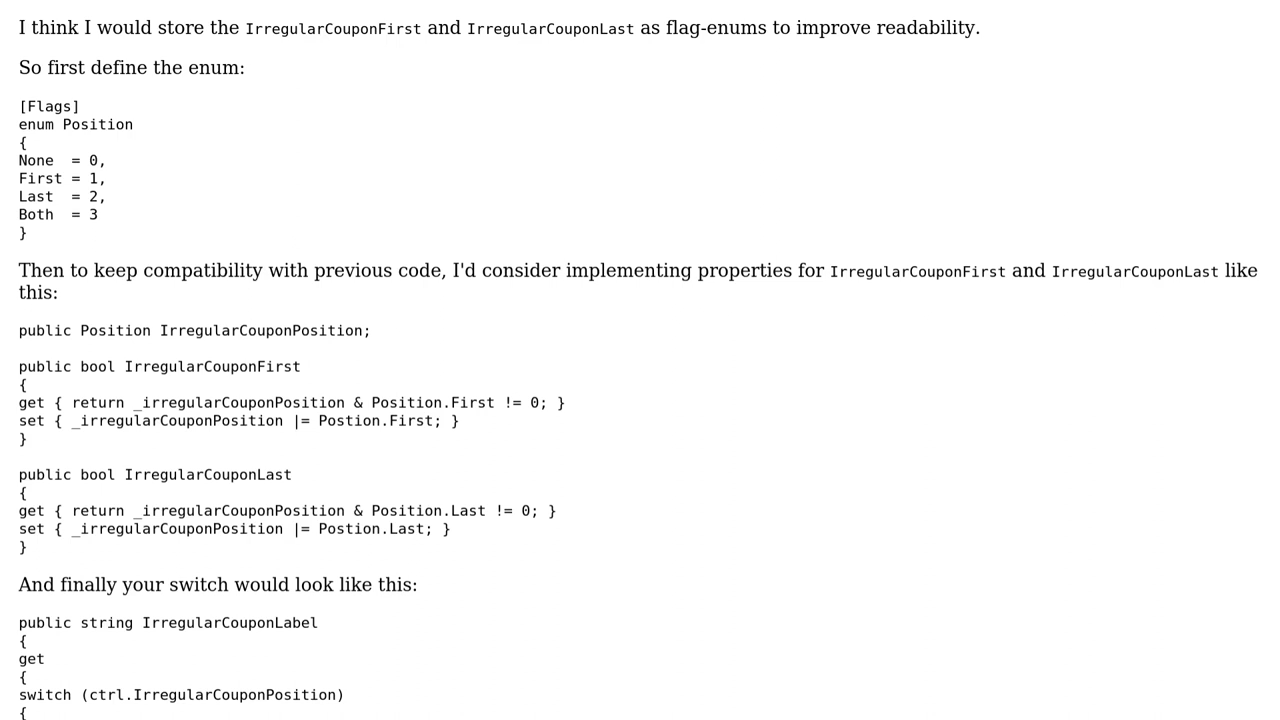 I think I would store the IrregularCouponFirst and IrregularCouponLast as flag-enums to improve readability.
So first define the enum:
[Flags]
enum Position
{
None  = 0,
First = 1,
Last  = 2,
Both  = 3
}
Then to keep compatibility with previous code, I'd consider implementing properties for IrregularCouponFirst and IrregularCouponLast like
this:
public Position IrregularCouponPosition;
public bool IrregularCouponFirst
{
get { return _irregularCouponPosition & Position.First != 0; }
set { _irregularCouponPosition |= Postion.First; }
}
public bool IrregularCouponLast
{
get { return _irregularCouponPosition & Position.Last != 0; }
set { _irregularCouponPosition |= Postion.Last; }
}
And finally your switch would look like this:
public string IrregularCouponLabel
{
get
{
switch (ctrl.IrregularCouponPosition)
{